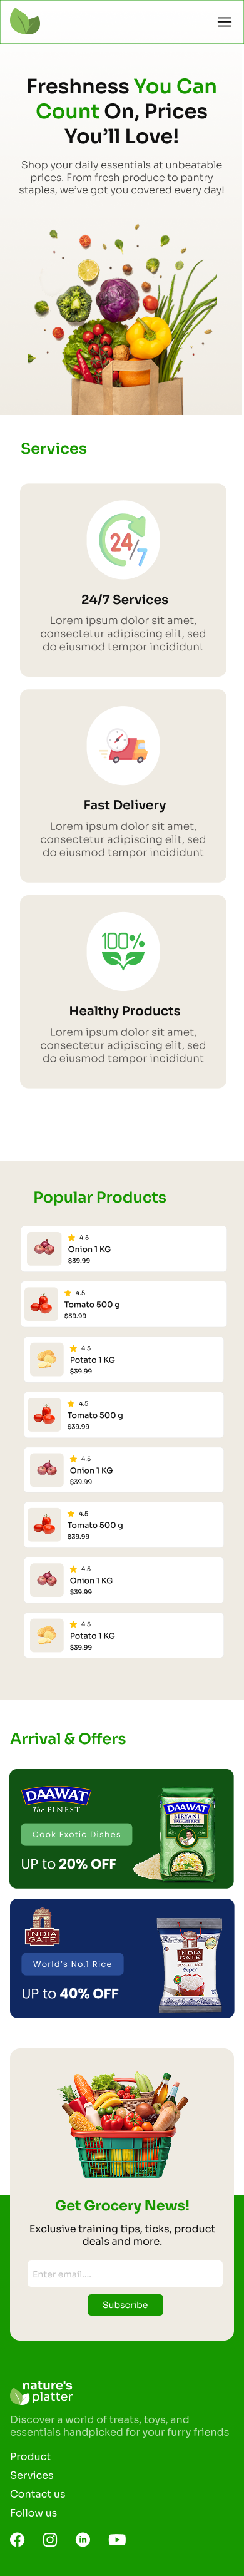 Freshness You Can
Count On, Prices
You'll Love!
Shop your daily essentials at unbeatable
prices. From fresh produce to pantry
staples, we've got you covered every day!
Services
24/7
24/7 Services
Lorem ipsum dolor sit amet,
consectetur adipiscing elit, sed
do eiusmod tempor incididunt
Fast Delivery
Lorem ipsum dolor sit amet,
consectetur adipiscing elit, sed
do eiusmod tempor incididunt
100%
Healthy Products
Lorem ipsum dolor sit amet,
consectetur adipiscing elit, sed
do eiusmod tempor incididunt
Popular Products
4.5
Onion 1 KG
$39.99
4.5
Tomato 500 g
$39.99
4.5
Potato 1 KG
$39.99
4.5
Tomato 500 g
$39.99
4.5
Onion 1 KG
$39.99
4.5
Tomato 500 g
$39.99
4.5
Onion 1 KG
$39.99
4.5
Potato 1 KG
$39.99
Arrival & Offers
DAAWAT
The FINEST
Cook Exotic Dishes
UP to 20% OFF
DAAWAT
BIRYANI
BASMATI RICE
INDIA
GATE
World's No.1 Rice
UP to 40% OFF
INDIA
GATE
BASMATI RICE
Super
Get Grocery News!
Exclusive training tips, ticks, product
deals and more.
Enter email....
Subscribe
nature's
platter
Discover a world of treats, toys, and
essentials handpicked for your furry friends
Product
Services
Contact us
Follow us
in